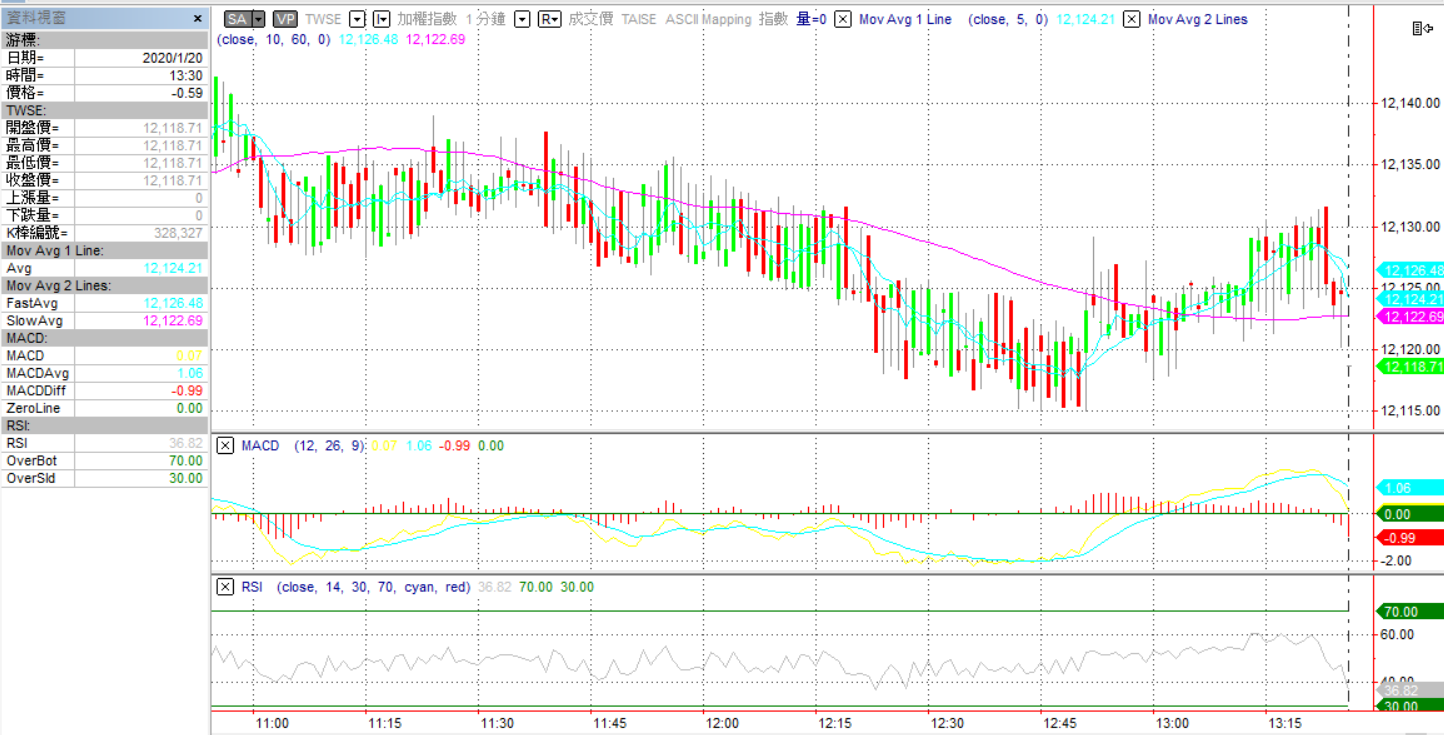 資料視窗 ×
游標:
日期= 2020/1/20
時間= 13:30
價格= -0.59
TWSE:
開盤價= 12,118.71
最高價= 12,118.71
最低價= 12,118.71
收盤價= 12,118.71
上漲量= 0
下跌量= 0
K棒編號= 328,327
Mov Avg 1 Line:
Avg 12,124.21
Mov Avg 2 Lines:
FastAvg 12,126.48
SlowAvg 12,122.69
MACD:
MACD 0.07
MACDAvg 1.06
MACDDiff -0.99
ZeroLine 0.00
RSI:
RSI 36.82
OverBot 70.00
OverSld 30.00
SA VP TWSE I 加權指數 1 分鐘 R 成交價 TAISE ASCII Mapping 指數 量=0 Mov Avg 1 Line (close, 5, 0) 12,124.21 Mov Avg 2 Lines
(close, 10, 60, 0) 12,126.48 12,122.69
12,140.00
12,135.00
12,130.00
12,126.48
12,125.00
12,124.21
12,122.69
12,120.00
12,118.71
12,115.00
MACD (12, 26, 9) 0.07 1.06 -0.99 0.00
1.06
0.00
-0.99
-2.00
RSI (close, 14, 30, 70, cyan, red) 36.82 70.00 30.00
70.00
60.00
40.00
36.82
30.00
11:00 11:15 11:30 11:45 12:00 12:15 12:30 12:45 13:00 13:15